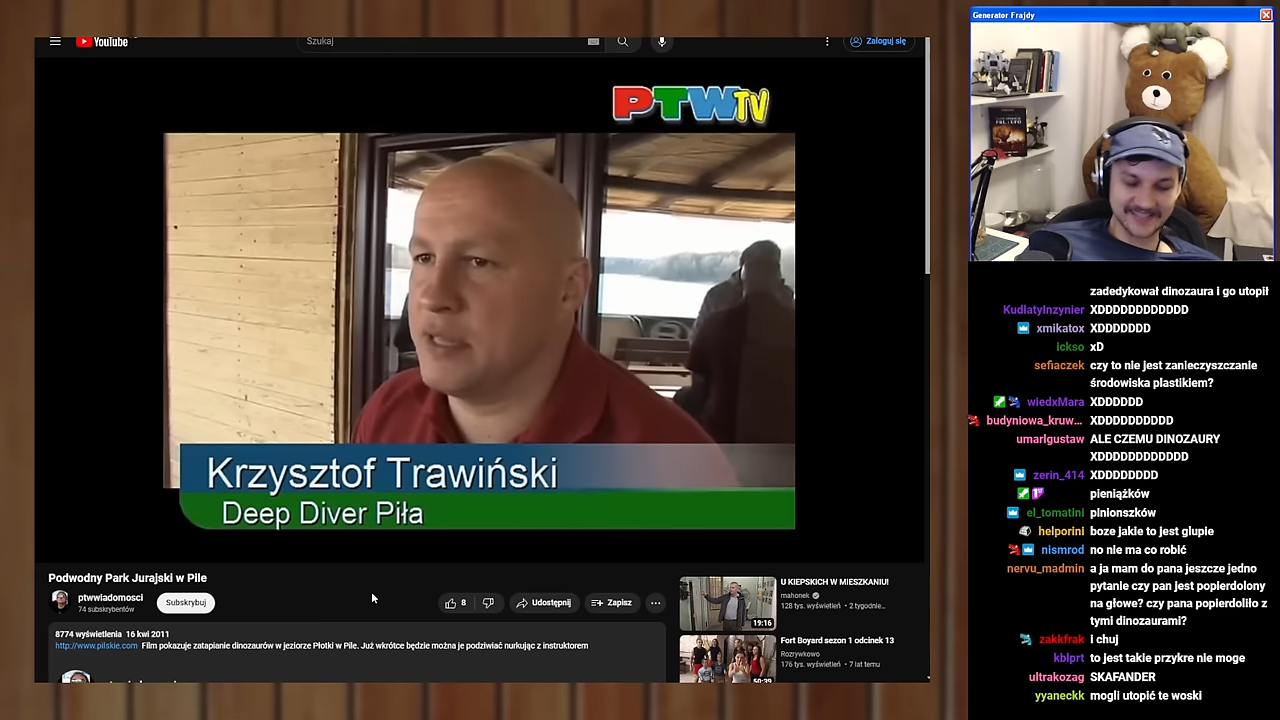 YouTube
Szukaj
Zaloguj się
PTWTV
Krzysztof Trawiński
Deep Diver Piła
Podwodny Park Jurajski w Pile
ptwwiadomosci
74 subskrybentów
Subskrybuj
8
Udostępnij
Zapisz
8774 wyświetlenia 16 kwi 2011
http://www.pilskie.com Film pokazuje zatapianie dinozaurów w jeziorze Płotki w Pile. Już wkrótce będzie można je podziwiać nurkując z instruktorem
U KIEPSKICH W MIESZKANIU!
mahonek
128 tys. wyświetleń • 2 tygodnie...
19:16
Fort Boyard sezon 1 odcinek 13
Rozrywkowo
176 tys. wyświetleń • 7 lat temu
50:39
Generator Frajdy
zadedykował dinozaura i go utopił
KudlatyInzynier XDDDDDDDDDDDD
xmikatox XDDDDDDD
ickso xD
sefiaczek czy to nie jest zanieczyszczanie
środowiska plastikiem?
wiedxMara XDDDDDD
budyniowa_kruw... XDDDDDDDDDD
umarlgustaw ALE CZEMU DINOZAURY
XDDDDDDDDDDDD
zerin_414 XDDDDDDDD
pieniążków
el_tomatini pinionszków
helporini boze jakie to jest glupie
nismrod no nie ma co robić
nervu_madmin a ja mam do pana jeszcze jedno
pytanie czy pan jest popierdolony
na głowe? czy pana popierdoliło z
tymi dinozaurami?
zakkfrak I chuj
kblprt to jest takie przykre nie moge
ultrakozag SKAFANDER
yyaneckk mogli utopić te woski